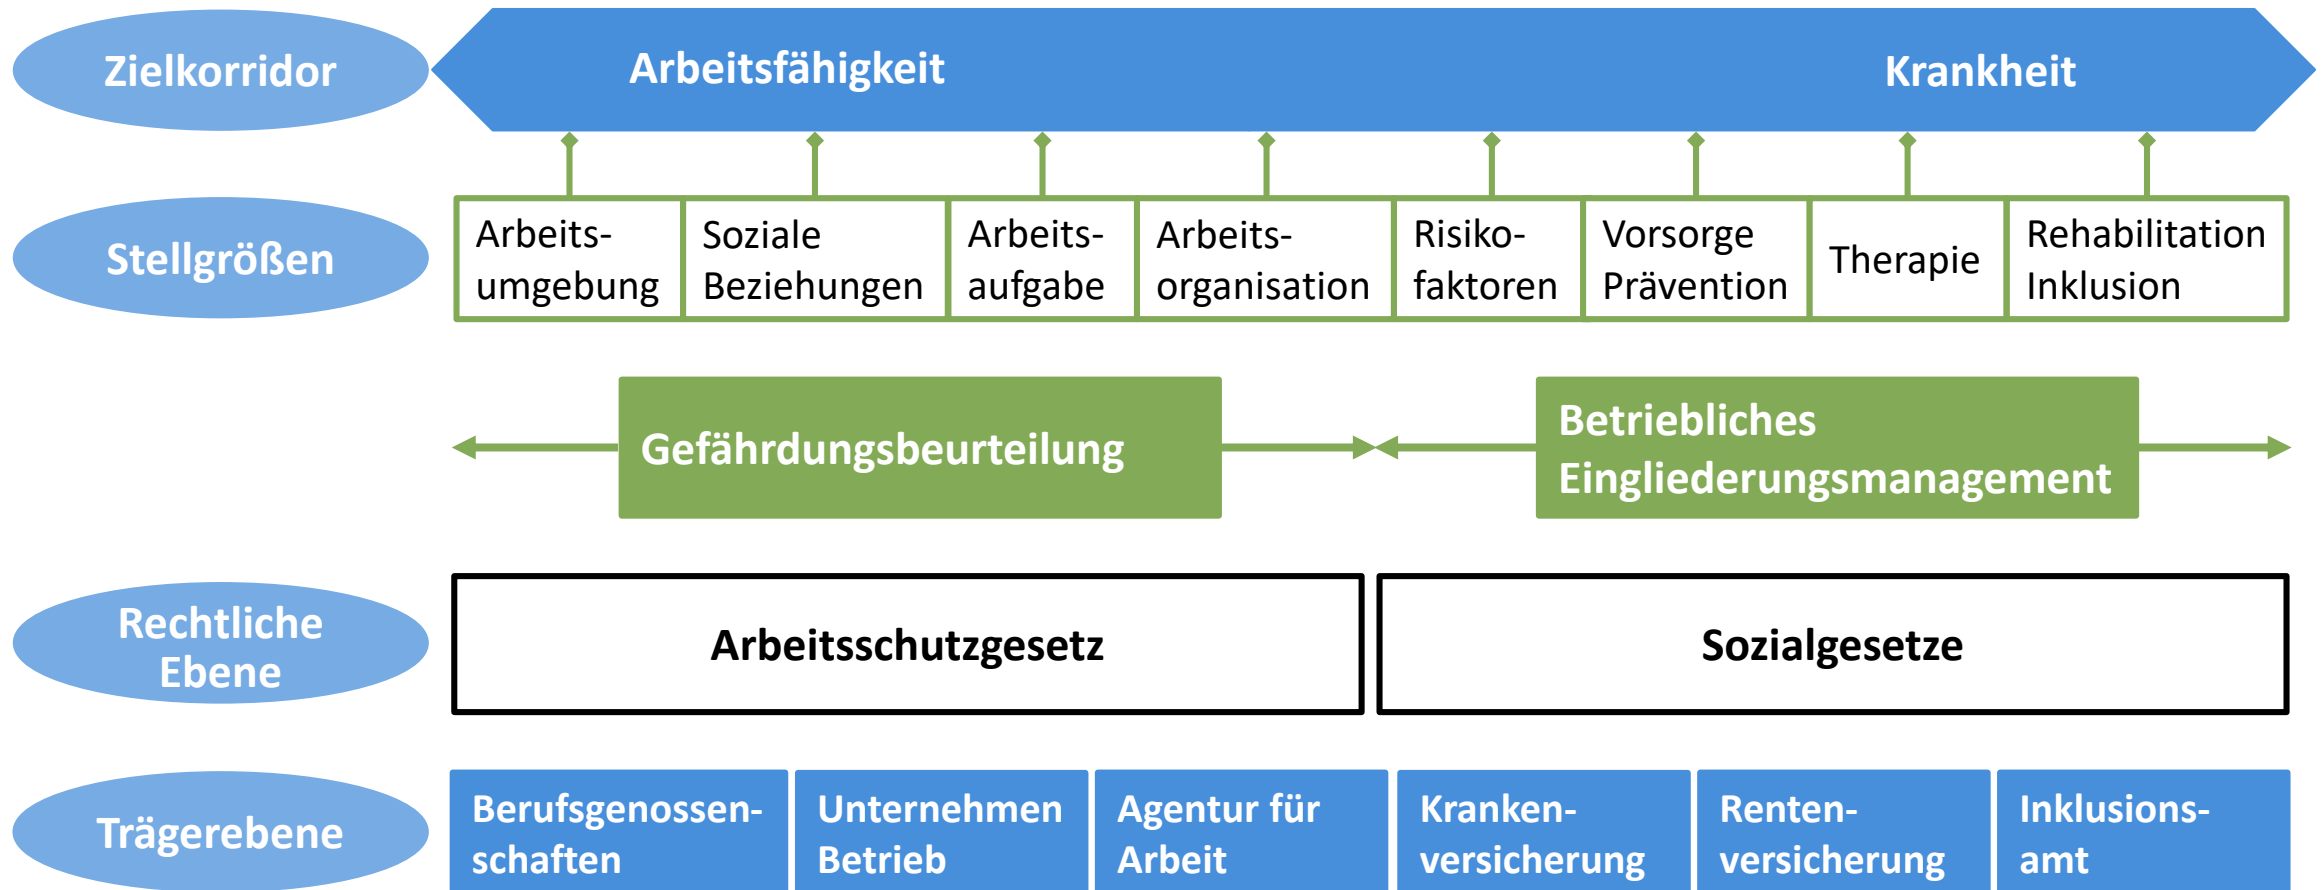 Zielkorridor
Arbeitsfähigkeit
Krankheit
Stellgrößen
Arbeits-
umgebung
Soziale
Beziehungen
Arbeits-
aufgabe
Arbeits-
organisation
Risiko-
faktoren
Vorsorge
Prävention
Therapie
Rehabilitation
Inklusion
Gefährdungsbeurteilung
Betriebliches
Eingliederungsmanagement
Rechtliche
Ebene
Arbeitsschutzgesetz
Sozialgesetze
Trägerebene
Berufsgenossen-
schaften
Unternehmen
Betrieb
Agentur für
Arbeit
Kranken-
versicherung
Renten-
versicherung
Inklusions-
amt